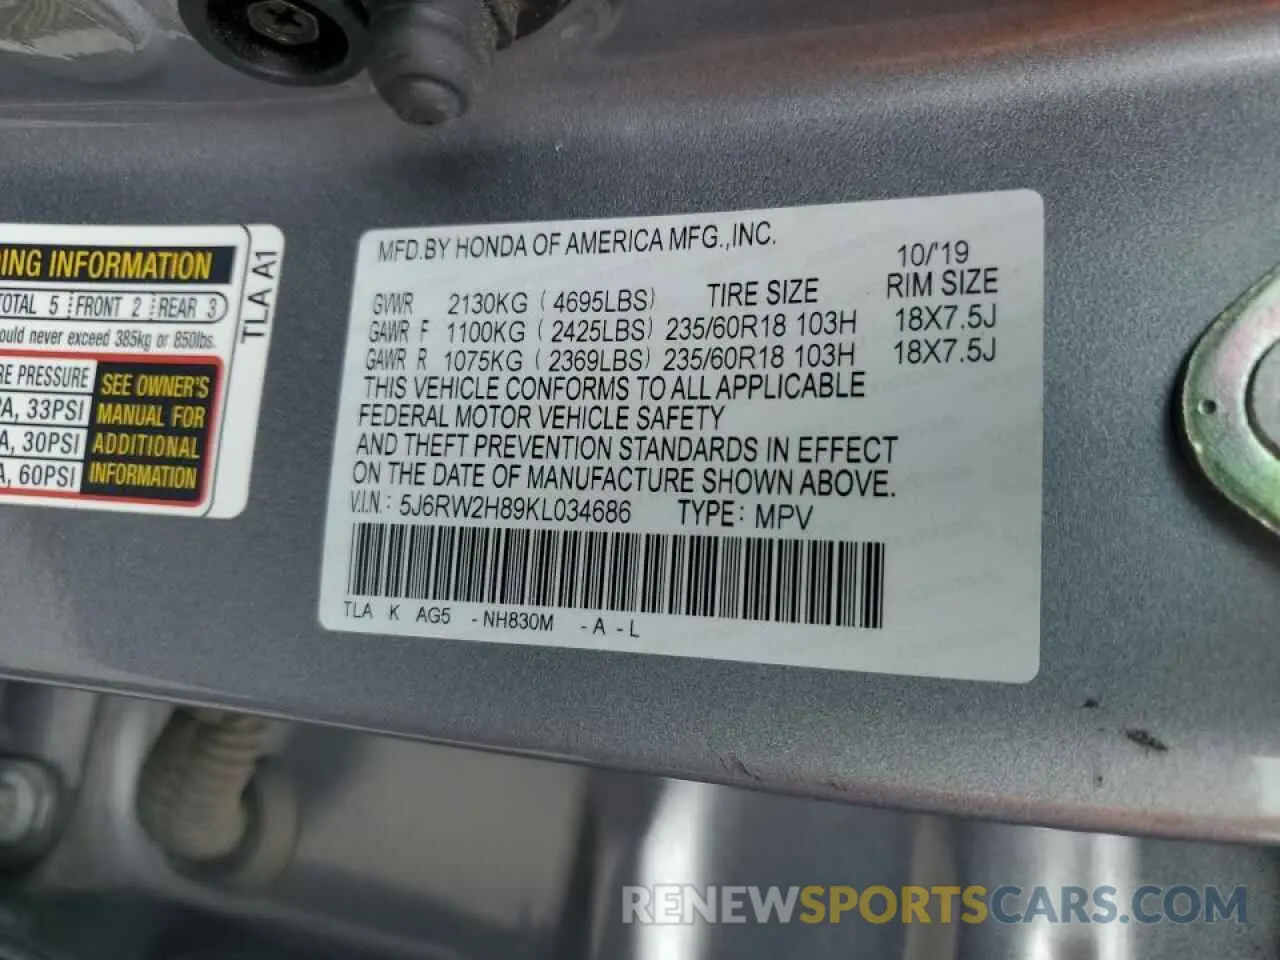 ING INFORMATION
TOTAL 5 FRONT 2 REAR 3
ould never exceed 385kg or 850lbs.
RE PRESSURE
PA, 33PSI
A, 30PSI
A, 60PSI
SEE OWNER'S
MANUAL FOR
ADDITIONAL
INFORMATION
TLA A1
MFD.BY HONDA OF AMERICA MFG.,INC. 10/'19
GVWR 2130KG (4695LBS) TIRE SIZE RIM SIZE
GAWR F 1100KG (2425LBS) 235/60R18 103H 18X7.5J
GAWR R 1075KG (2369LBS) 235/60R18 103H 18X7.5J
THIS VEHICLE CONFORMS TO ALL APPLICABLE
FEDERAL MOTOR VEHICLE SAFETY
AND THEFT PREVENTION STANDARDS IN EFFECT
ON THE DATE OF MANUFACTURE SHOWN ABOVE.
V.I.N.: 5J6RW2H89KL034686 TYPE: MPV
TLA K AG5 -NH830M -A-L
RENEWSPORTSCARS.COM